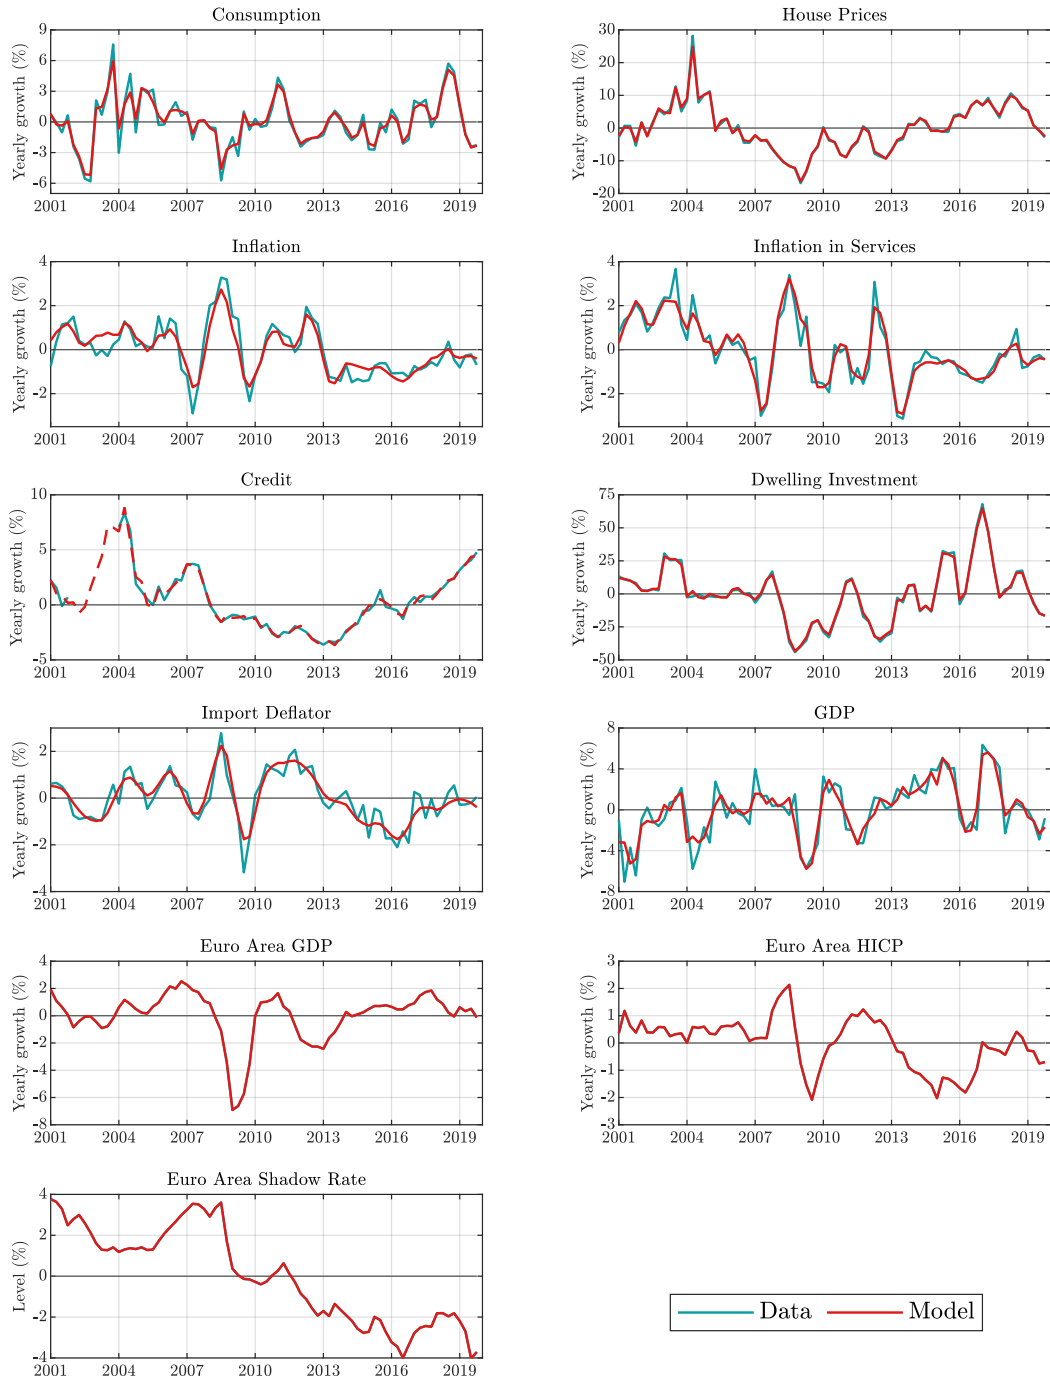 Consumption
Yearly growth (%)
9
6
3
0
-3
-6
2001 2004 2007 2010 2013 2016 2019
House Prices
Yearly growth (%)
30
20
10
0
-10
-20
2001 2004 2007 2010 2013 2016 2019
Inflation
Yearly growth (%)
4
2
0
-2
2001 2004 2007 2010 2013 2016 2019
Inflation in Services
Yearly growth (%)
4
2
0
-2
2001 2004 2007 2010 2013 2016 2019
Credit
Yearly growth (%)
10
5
0
-5
2001 2004 2007 2010 2013 2016 2019
Dwelling Investment
Yearly growth (%)
75
50
25
0
-25
-50
2001 2004 2007 2010 2013 2016 2019
Import Deflator
Yearly growth (%)
2
0
-2
-4
2001 2004 2007 2010 2013 2016 2019
GDP
Yearly growth (%)
8
4
0
-4
-8
2001 2004 2007 2010 2013 2016 2019
Euro Area GDP
Yearly growth (%)
4
2
0
-2
-4
-6
-8
2001 2004 2007 2010 2013 2016 2019
Euro Area HICP
Yearly growth (%)
3
2
1
0
-1
-2
-3
2001 2004 2007 2010 2013 2016 2019
Euro Area Shadow Rate
Level (%)
4
2
0
-2
-4
2001 2004 2007 2010 2013 2016 2019
Data Model